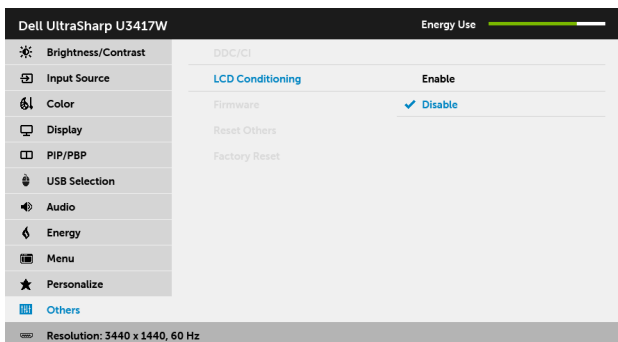 Dell UltraSharp U3417W
Energy Use
Brightness/Contrast
DDC/CI
Input Source
LCD Conditioning
Enable
Color
Firmware
Disable
Display
Reset Others
PIP/PBP
Factory Reset
USB Selection
Audio
Energy
Menu
Personalize
Others
Resolution: 3440 x 1440, 60 Hz